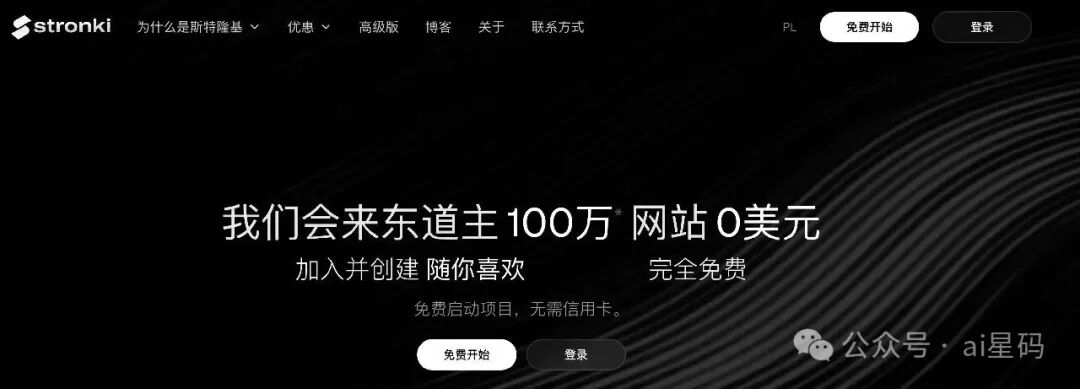 stronki 为什么是斯特隆基 优惠 高级版 博客 关于 联系方式 PL 免费开始 登录
我们会来东道主 100万* 网站 0美元
加入并创建 随你喜欢 完全免费
免费启动项目，无需信用卡。
免费开始 登录
公众号 · ai星码